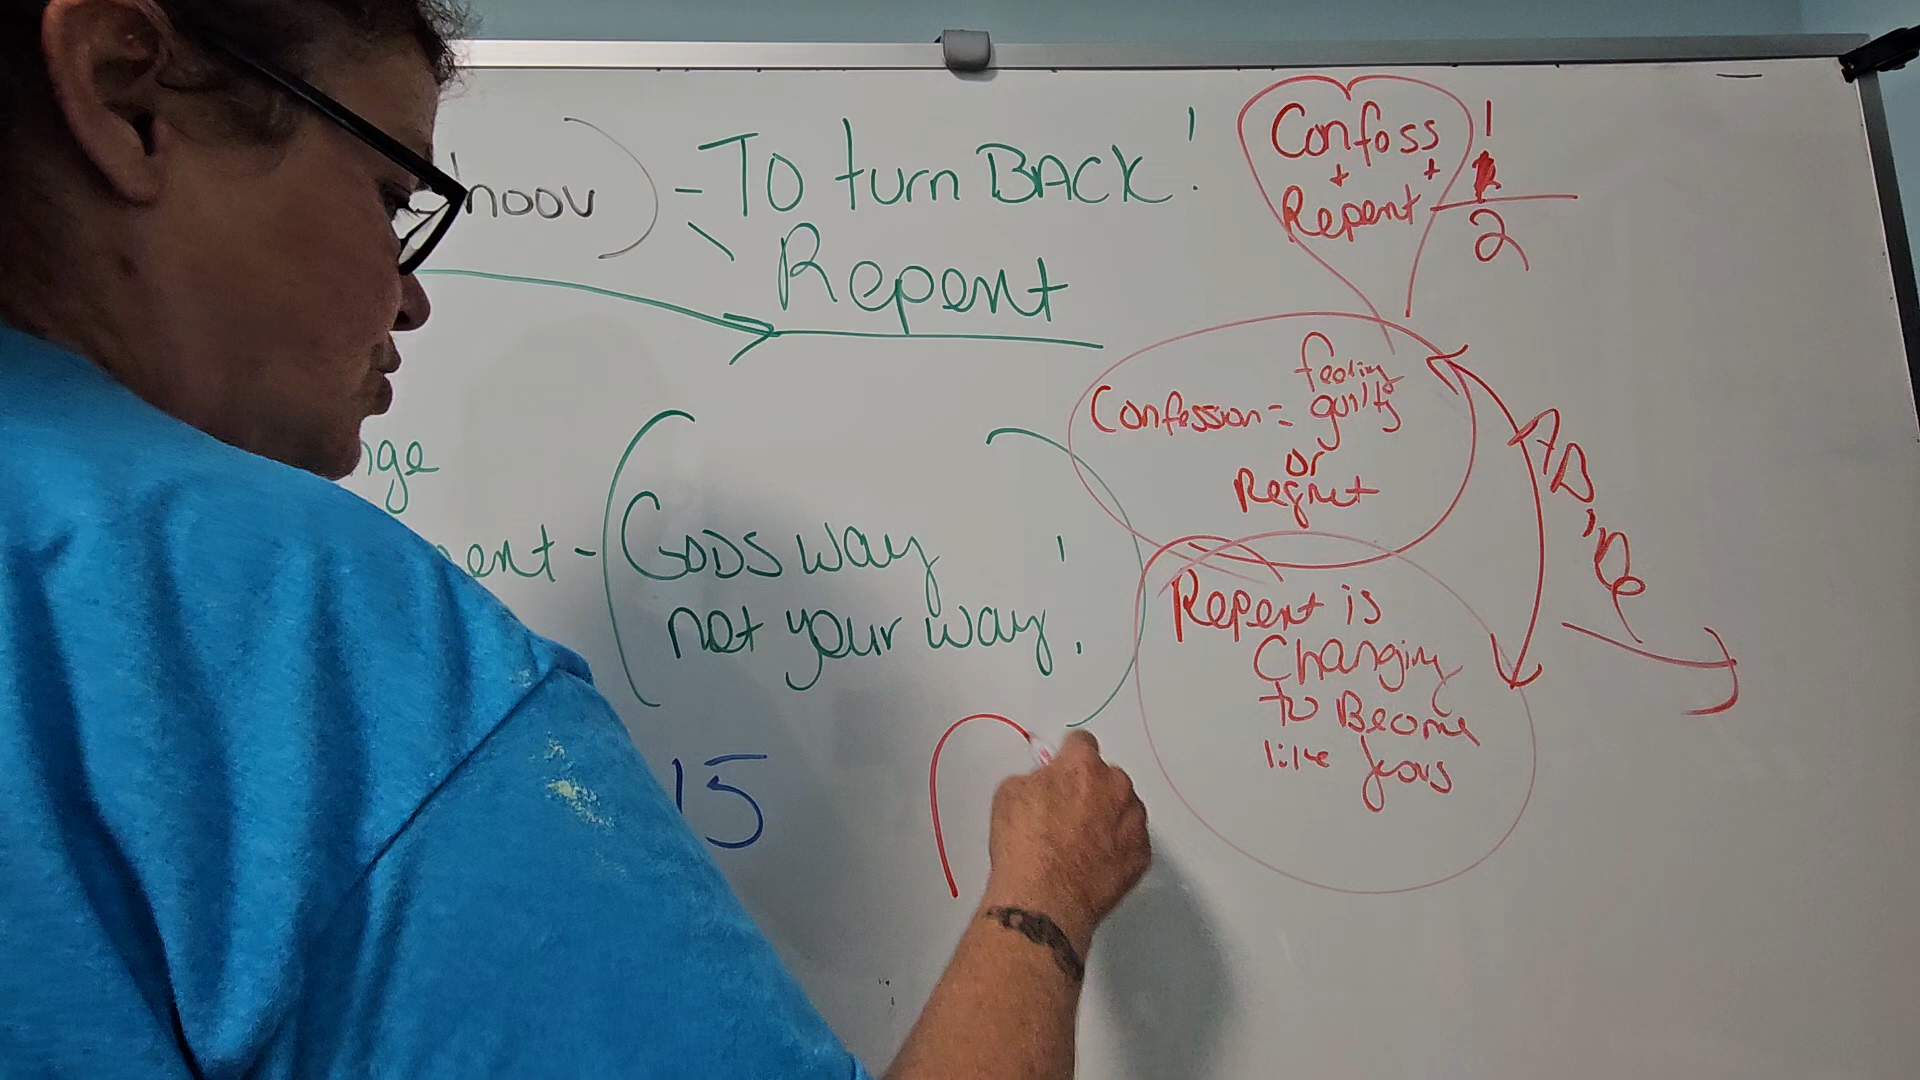 hoov) - To turn BACK!
Repent
nge
ent - (GODS way
not your way!)
15
Confess
+ +
Repent
1
2
Confession = feeling
guilty
or
Regret
Repent is
Changing
to Become
like Jesus